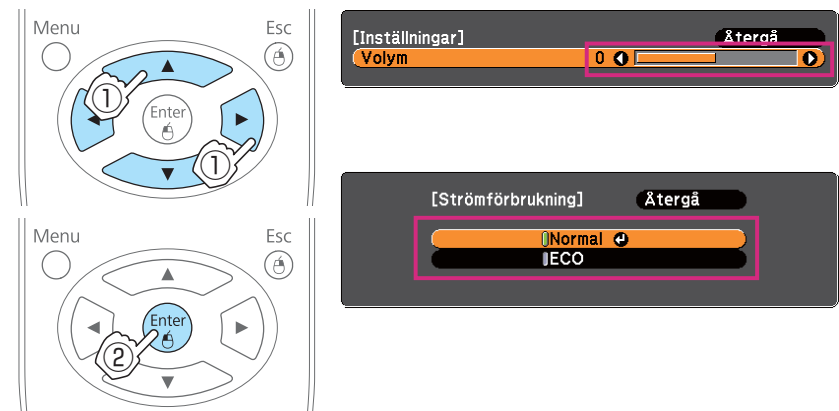 Menu
Esc
Enter
1
1
[Inställningar]
Återgå
Volym
0
[Strömförbrukning]
Återgå
Normal
ECO
Menu
Esc
Enter
2